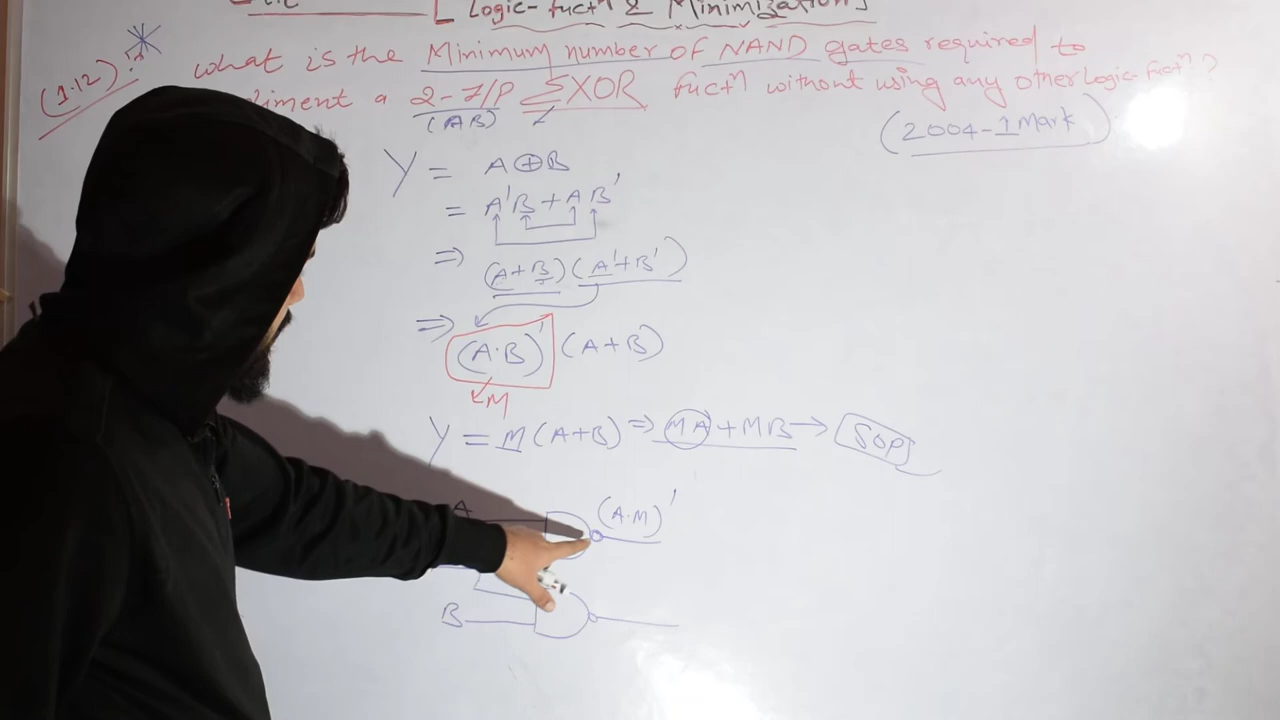 [ Logic-fuctⁿ & Minimization]
(1.12):* what is the Minimum number of NAND gates required to
a 2-I/P EXOR fuctⁿ without using any other Logic-fuctⁿ?
(AB)
(2004-1Mark)
Y = A⊕B
= A'B + AB'
⇒ (A+B)(A'+B')
⇒ (A·B)' (A+B)
M
Y = M(A+B) ⇒ MA + MB → SOP
A (A·M)'
B